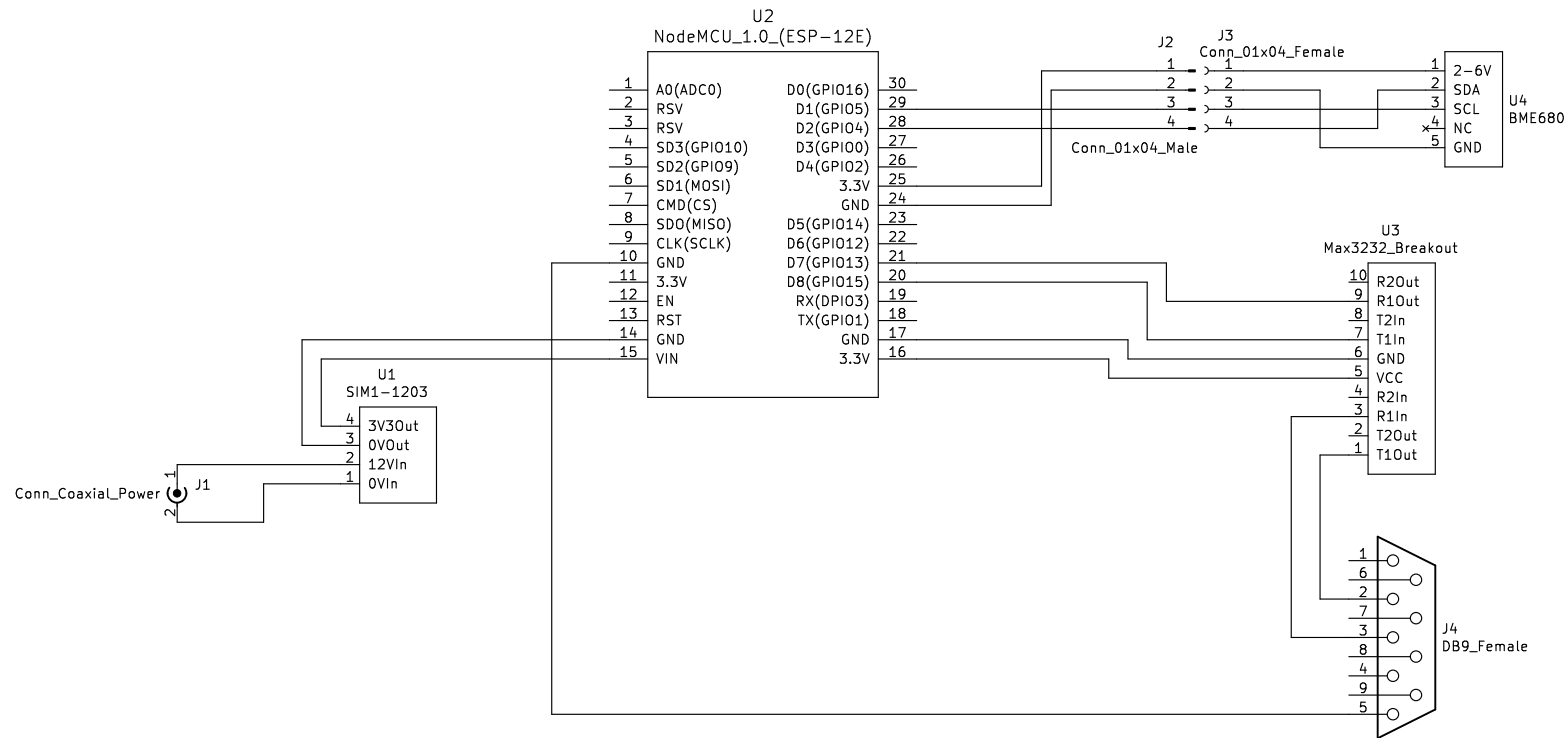 U2
NodeMCU_1.0_(ESP-12E)
1 A0(ADC0)
2 RSV
3 RSV
4 SD3(GPIO10)
5 SD2(GPIO9)
6 SD1(MOSI)
7 CMD(CS)
8 SD0(MISO)
9 CLK(SCLK)
10 GND
11 3.3V
12 EN
13 RST
14 GND
15 VIN
D0(GPIO16) 30
D1(GPIO5) 29
D2(GPIO4) 28
D3(GPIO0) 27
D4(GPIO2) 26
3.3V 25
GND 24
D5(GPIO14) 23
D6(GPIO12) 22
D7(GPIO13) 21
D8(GPIO15) 20
RX(DPIO3) 19
TX(GPIO1) 18
GND 17
3.3V 16
J2
1
2
3
4
Conn_01x04_Male
J3
Conn_01x04_Female
1
2
3
4
1 2-6V
2 SDA
3 SCL
4 NC
5 GND
U4
BME680
U3
Max3232_Breakout
10 R2Out
9 R1Out
8 T2In
7 T1In
6 GND
5 VCC
4 R2In
3 R1In
2 T2Out
1 T1Out
U1
SIM1-1203
4 3V3Out
3 0VOut
2 12VIn
1 0VIn
Conn_Coaxial_Power
J1
1
2
1
6
2
7
3
8
4
9
5
J4
DB9_Female